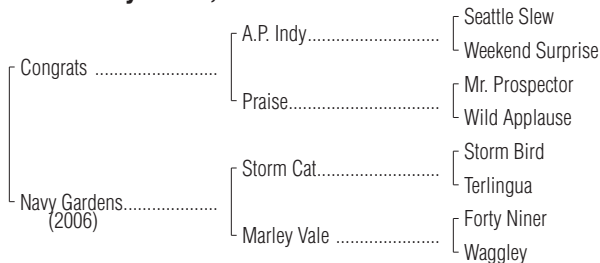 Seattle Slew
A.P. Indy..............................
Weekend Surprise
Congrats ..........................
Mr. Prospector
Praise..................................
Wild Applause
Storm Bird
Storm Cat............................
Terlingua
Navy Gardens....................
(2006)
Forty Niner
Marley Vale ......................
Waggley